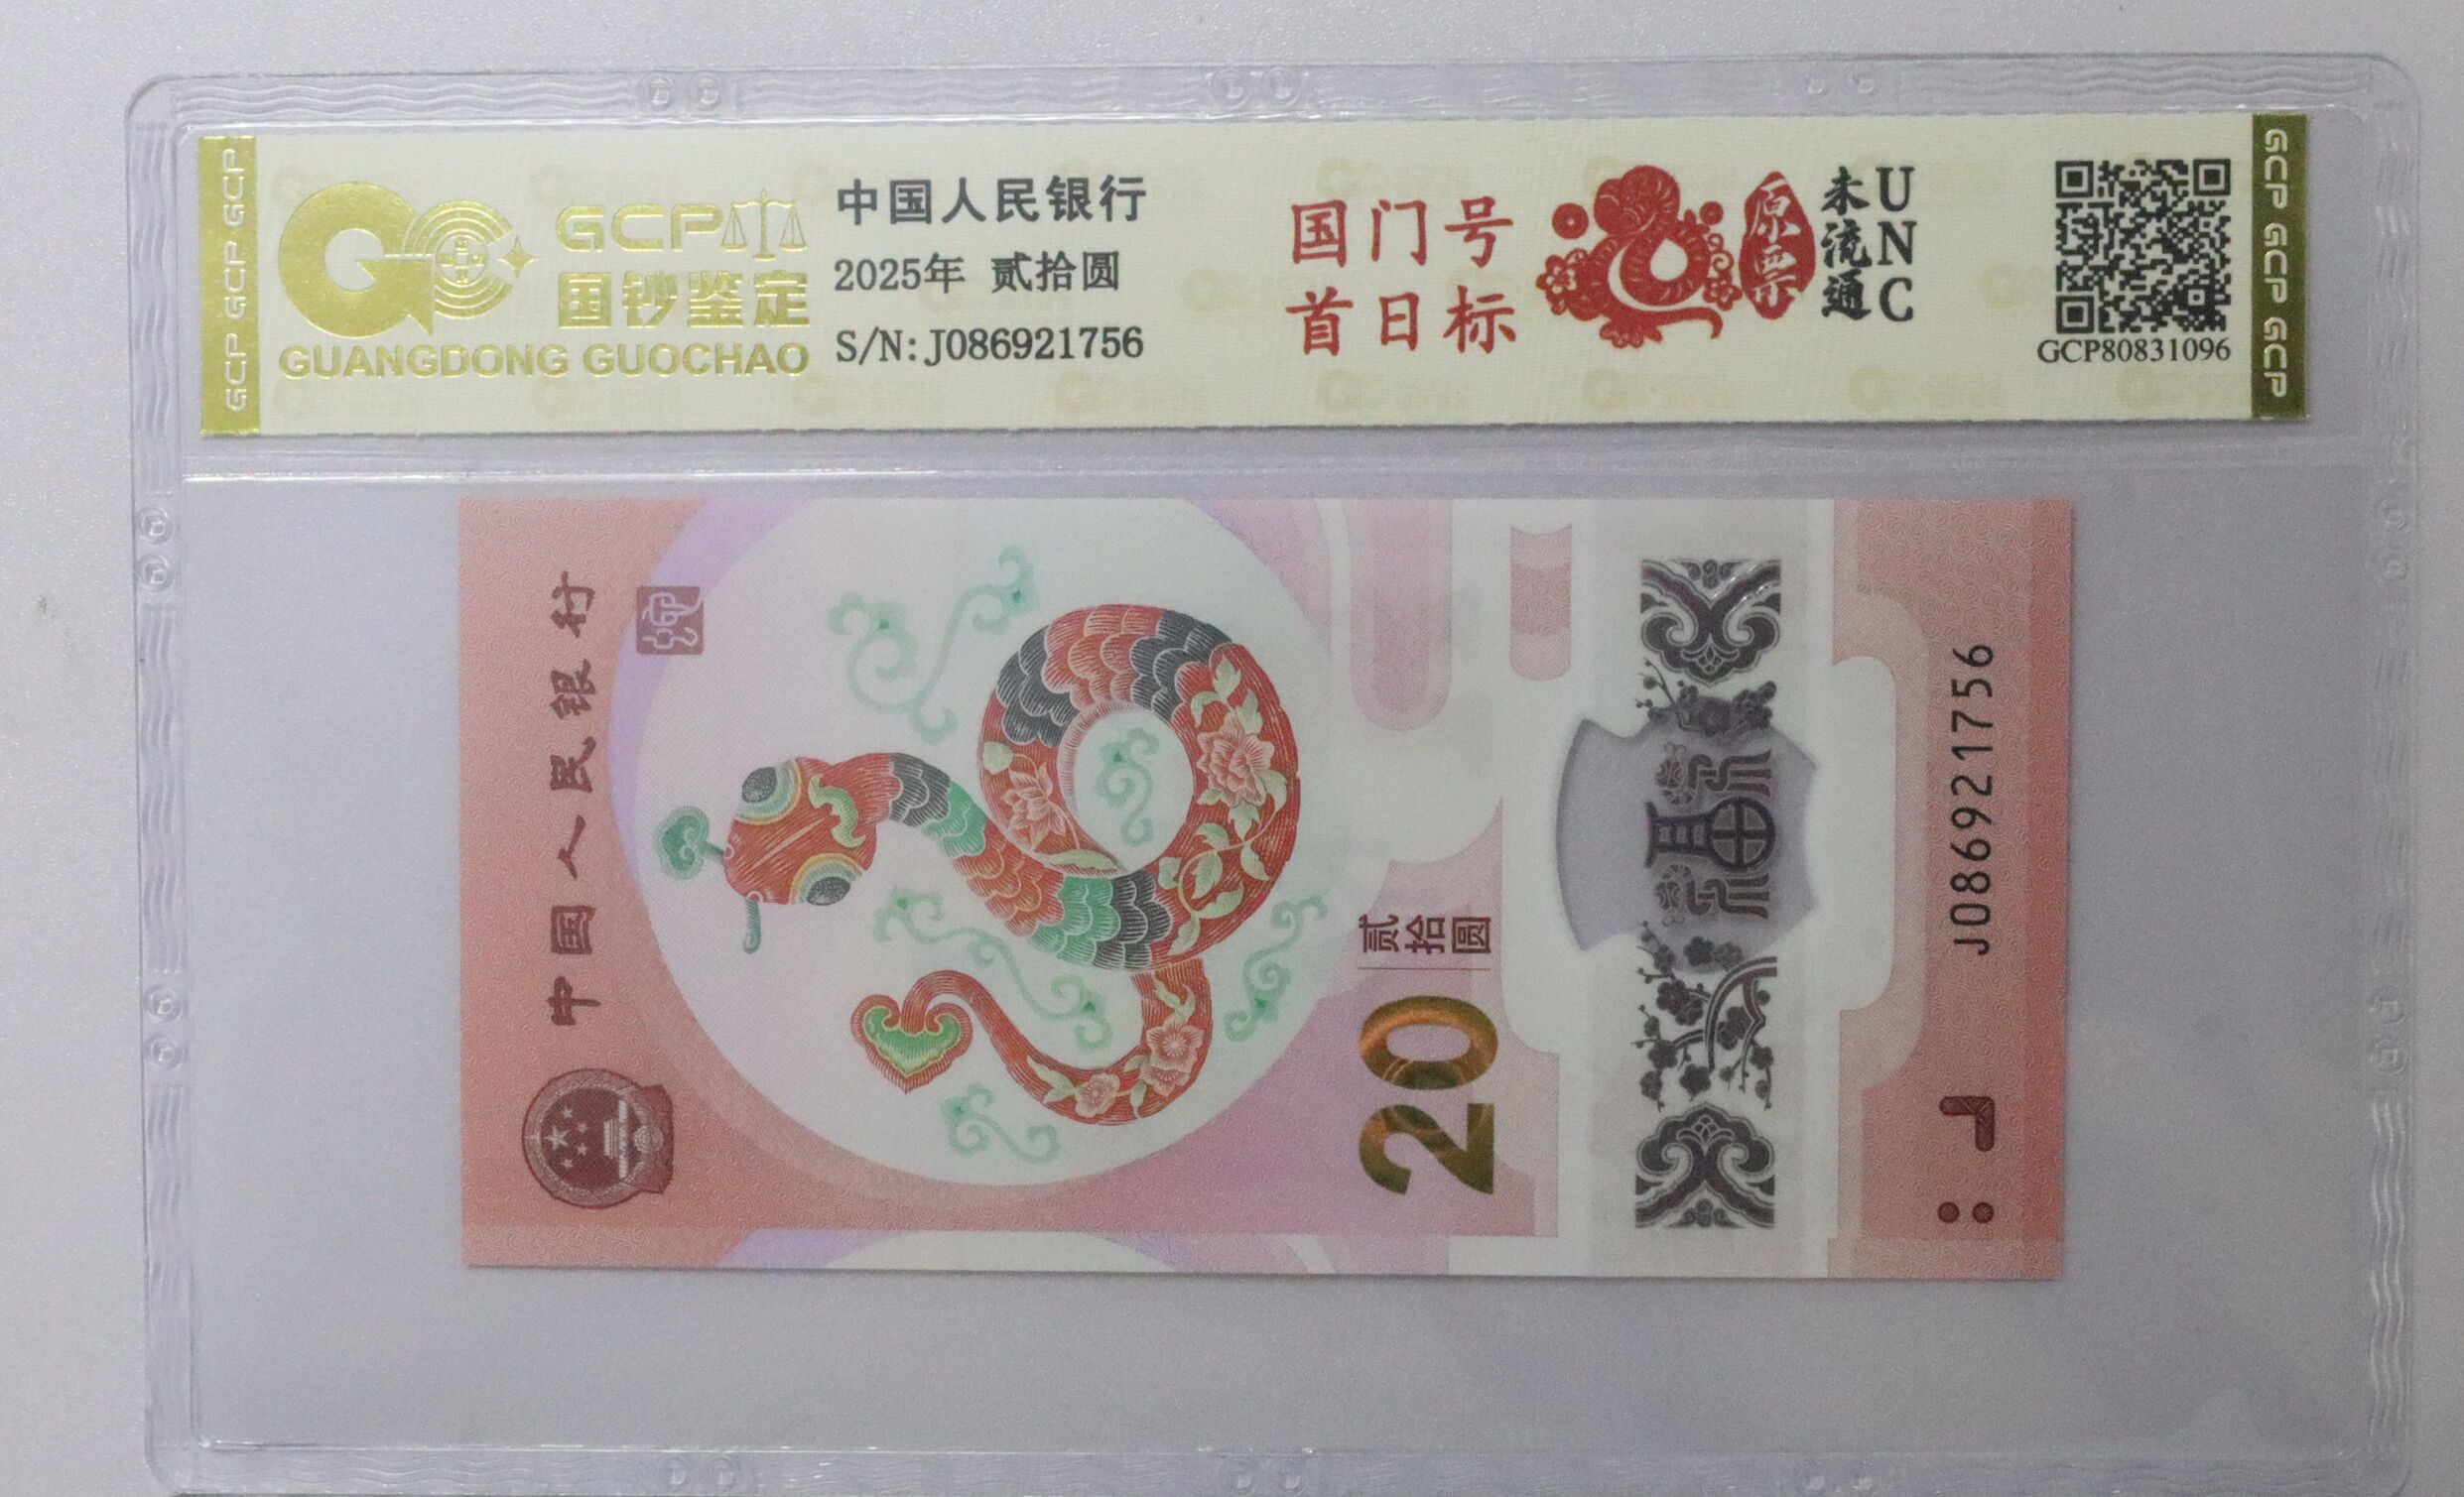 GCP GCP GCP
GCP
国钞鉴定
GUANGDONG GUOCHAO
中国人民银行
2025年 贰拾圆
S/N:J086921756
国门号
首日标
原票
未流通
UNC
GCP80831096
GCP GCP GCP
中国人民银行
贰拾圆
20
福
J086921756